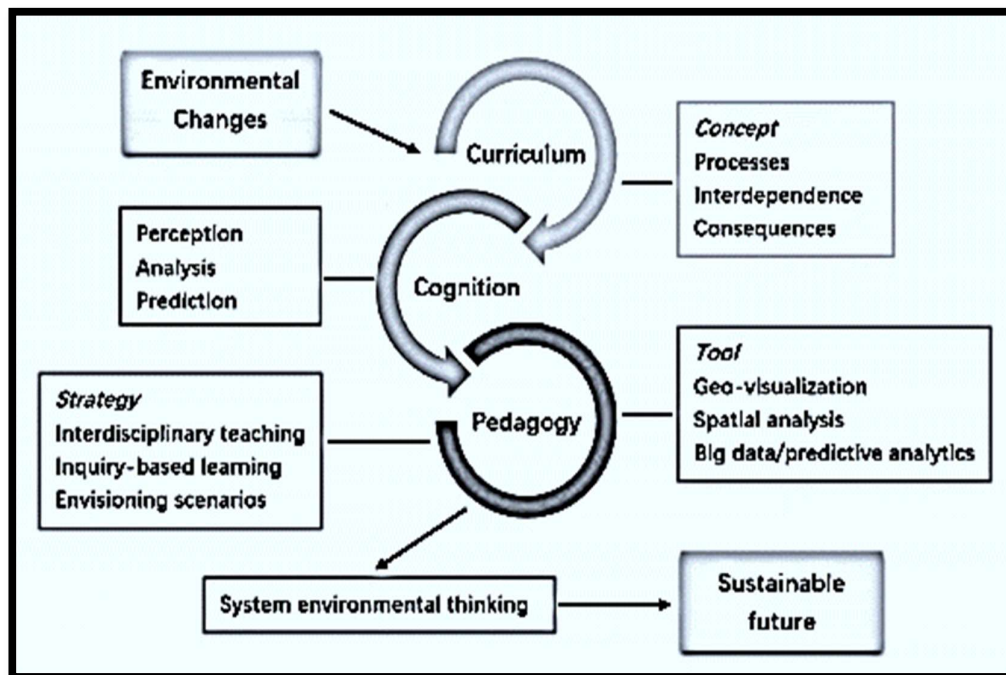 Environmental
Changes
Curriculum
Concept
Processes
Interdependence
Consequences
Perception
Analysis
Prediction
Cognition
Tool
Geo-visualization
Spatial analysis
Big data/predictive analytics
Strategy
Interdisciplinary teaching
Inquiry-based learning
Envisioning scenarios
Pedagogy
System environmental thinking
Sustainable
future